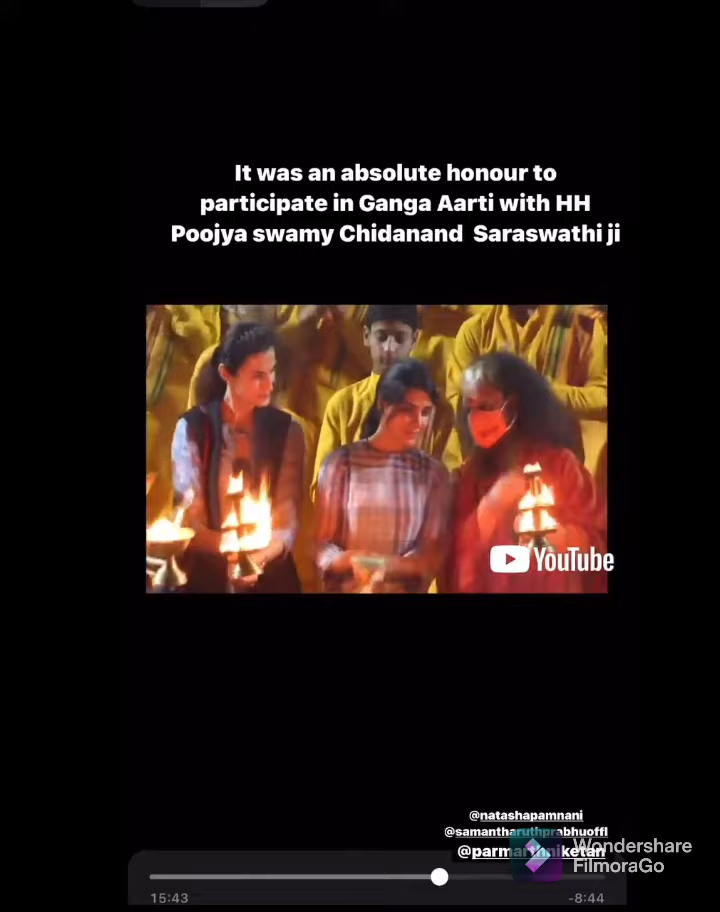 It was an absolute honour to
participate in Ganga Aarti with HH
Poojya swamy Chidanand Saraswathi ji
YouTube
@natashapamnani
@samantharuthprabhuoffl
@parmarthniketan
Wondershare
FilmoraGo
15:43 -8:44